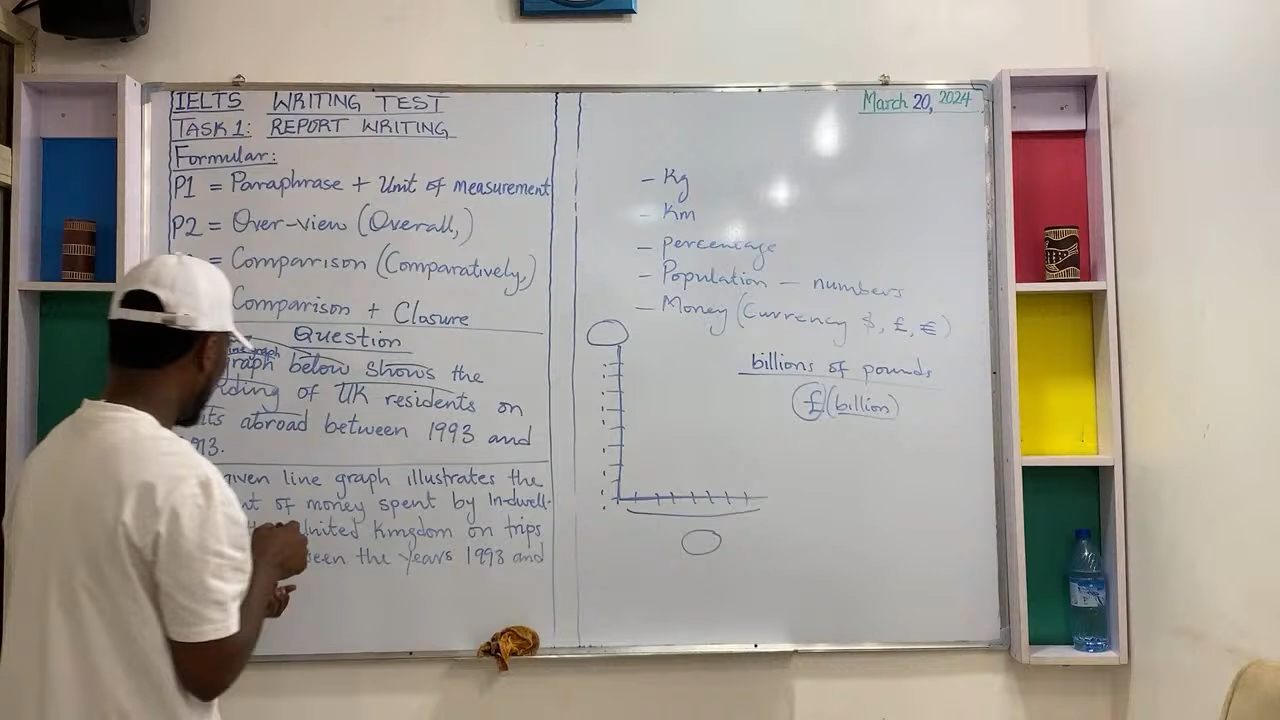 IELTS WRITING TEST
TASK 1: REPORT WRITING
Formular:
P1 = Paraphrase + Unit of measurement
P2 = Over-view (Overall,)
= Comparison (Comparatively,)
Comparison + Closure
Question
graph below shows the
of UK residents on
abroad between 1993 and
given line graph illustrates the
of money spent by In-dwell-
United Kingdom on trips
the years 1993 and
March 20, 2024
- Kg
- Km
- Percentage
- Population - numbers
- Money (Currency $, £, €)
billions of pounds
£ (billion)